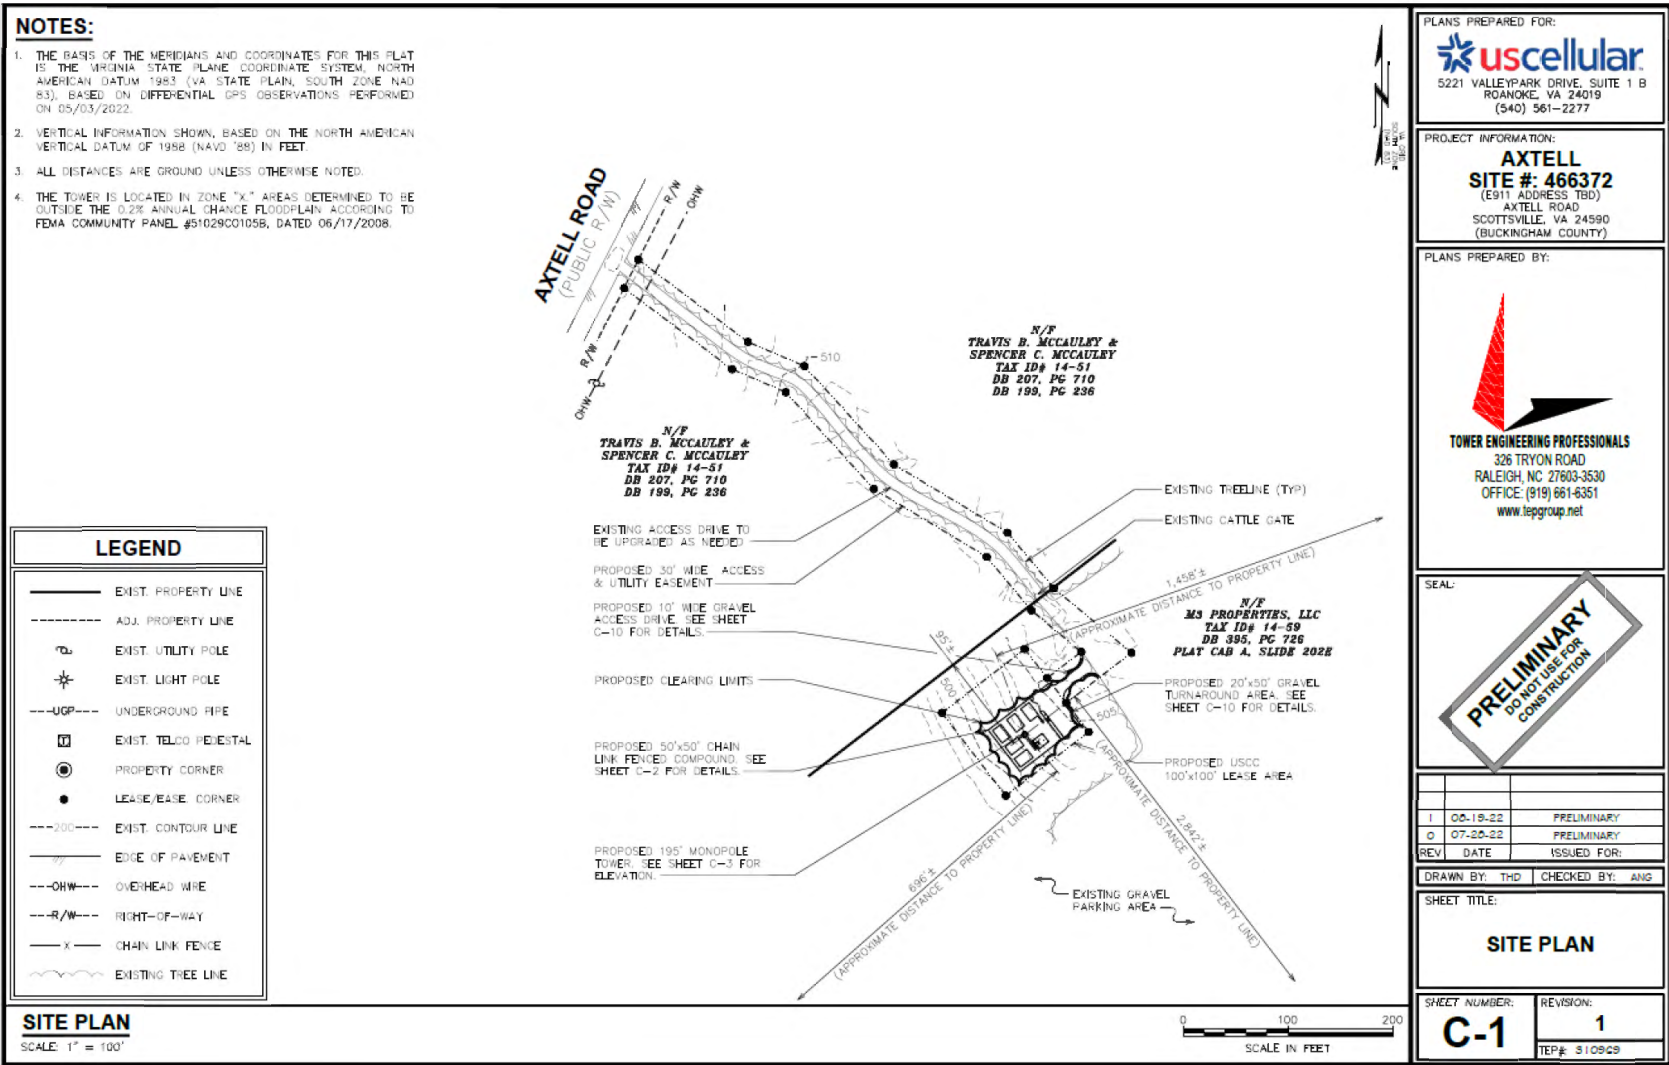 NOTES:
1. THE BASIS OF THE MERIDIANS AND COORDINATES FOR THIS PLAT
IS THE VIRGINIA STATE PLANE COORDINATE SYSTEM, NORTH
AMERICAN DATUM 1983 (VA STATE PLAIN, SOUTH ZONE NAD
83), BASED ON DIFFERENTIAL GPS OBSERVATIONS PERFORMED
ON 05/03/2022.
2. VERTICAL INFORMATION SHOWN, BASED ON THE NORTH AMERICAN
VERTICAL DATUM OF 1988 (NAVD '88) IN FEET.
3. ALL DISTANCES ARE GROUND UNLESS OTHERWISE NOTED.
4. THE TOWER IS LOCATED IN ZONE "X." AREAS DETERMINED TO BE
OUTSIDE THE 0.2% ANNUAL CHANCE FLOODPLAIN ACCORDING TO
FEMA COMMUNITY PANEL #51029C0105B, DATED 06/17/2008.
VA GRID
SOUTH ZONE
(NAD 83)
AXTELL ROAD
(PUBLIC R/W)
R/W
OHW
R/W
OHW
510
N/F
TRAVIS B. MCCAULEY &
SPENCER C. MCCAULEY
TAX ID# 14-51
DB 207, PG 710
DB 199, PG 236
N/F
TRAVIS B. MCCAULEY &
SPENCER C. MCCAULEY
TAX ID# 14-51
DB 207, PG 710
DB 199, PG 236
EXISTING ACCESS DRIVE TO
BE UPGRADED AS NEEDED
PROPOSED 30' WIDE ACCESS
& UTILITY EASEMENT
PROPOSED 10' WIDE GRAVEL
ACCESS DRIVE. SEE SHEET
C-10 FOR DETAILS.
PROPOSED CLEARING LIMITS
PROPOSED 50'x50' CHAIN
LINK FENCED COMPOUND. SEE
SHEET C-2 FOR DETAILS.
PROPOSED 195' MONOPOLE
TOWER. SEE SHEET C-3 FOR
ELEVATION.
EXISTING TREELINE (TYP)
EXISTING CATTLE GATE
1,458'±
(APPROXIMATE DISTANCE TO PROPERTY LINE)
N/F
M3 PROPERTIES, LLC
TAX ID# 14-59
DB 395, PG 726
PLAT CAB A, SLIDE 202E
PROPOSED 20'x50' GRAVEL
TURNAROUND AREA. SEE
SHEET C-10 FOR DETAILS.
PROPOSED USCC
100'x100' LEASE AREA
95'±
500
505
696'±
(APPROXIMATE DISTANCE TO PROPERTY LINE)
2,842'±
(APPROXIMATE DISTANCE TO PROPERTY LINE)
EXISTING GRAVEL
PARKING AREA
LEGEND
EXIST. PROPERTY LINE
ADJ. PROPERTY LINE
EXIST. UTILITY POLE
EXIST. LIGHT POLE
UGP UNDERGROUND PIPE
T EXIST. TELCO PEDESTAL
PROPERTY CORNER
LEASE/EASE. CORNER
200 EXIST. CONTOUR LINE
EDGE OF PAVEMENT
OHW OVERHEAD WIRE
R/W RIGHT-OF-WAY
X CHAIN LINK FENCE
EXISTING TREE LINE
SITE PLAN
SCALE: 1" = 100'
0 100 200
SCALE IN FEET
PLANS PREPARED FOR:
uscellular
5221 VALLEYPARK DRIVE, SUITE 1 B
ROANOKE, VA 24019
(540) 561-2277
PROJECT INFORMATION:
AXTELL
SITE #: 466372
(E911 ADDRESS TBD)
AXTELL ROAD
SCOTTSVILLE, VA 24590
(BUCKINGHAM COUNTY)
PLANS PREPARED BY:
TOWER ENGINEERING PROFESSIONALS
326 TRYON ROAD
RALEIGH, NC 27603-3530
OFFICE: (919) 661-6351
www.tepgroup.net
SEAL:
PRELIMINARY
DO NOT USE FOR
CONSTRUCTION
1 08-19-22 PRELIMINARY
0 07-20-22 PRELIMINARY
REV DATE ISSUED FOR:
DRAWN BY: THD CHECKED BY: ANG
SHEET TITLE:
SITE PLAN
SHEET NUMBER:
C-1
REVISION:
1
TEP#: 310969